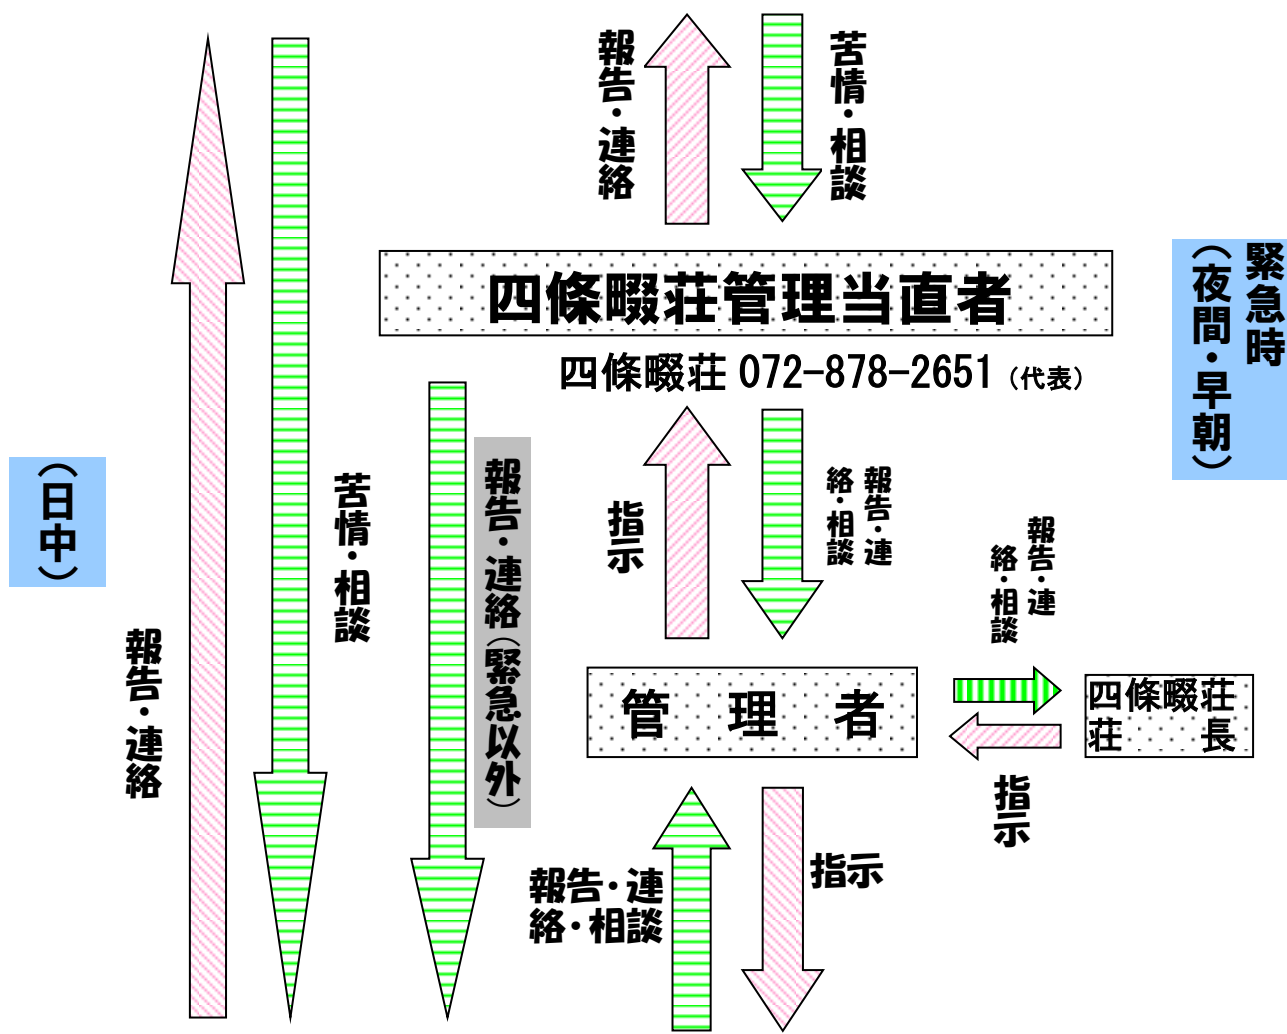 報告・連絡
苦情・相談
四條畷荘管理当直者
四條畷荘 072-878-2651 (代表)
緊急時
(夜間・早朝)
(日中)
報告・連絡
苦情・相談
報告・連絡(緊急以外)
指示
報告・連
絡・相談
報告・連
絡・相談
管 理 者
四條畷荘
荘 長
指示
報告・連
絡・相談
指示